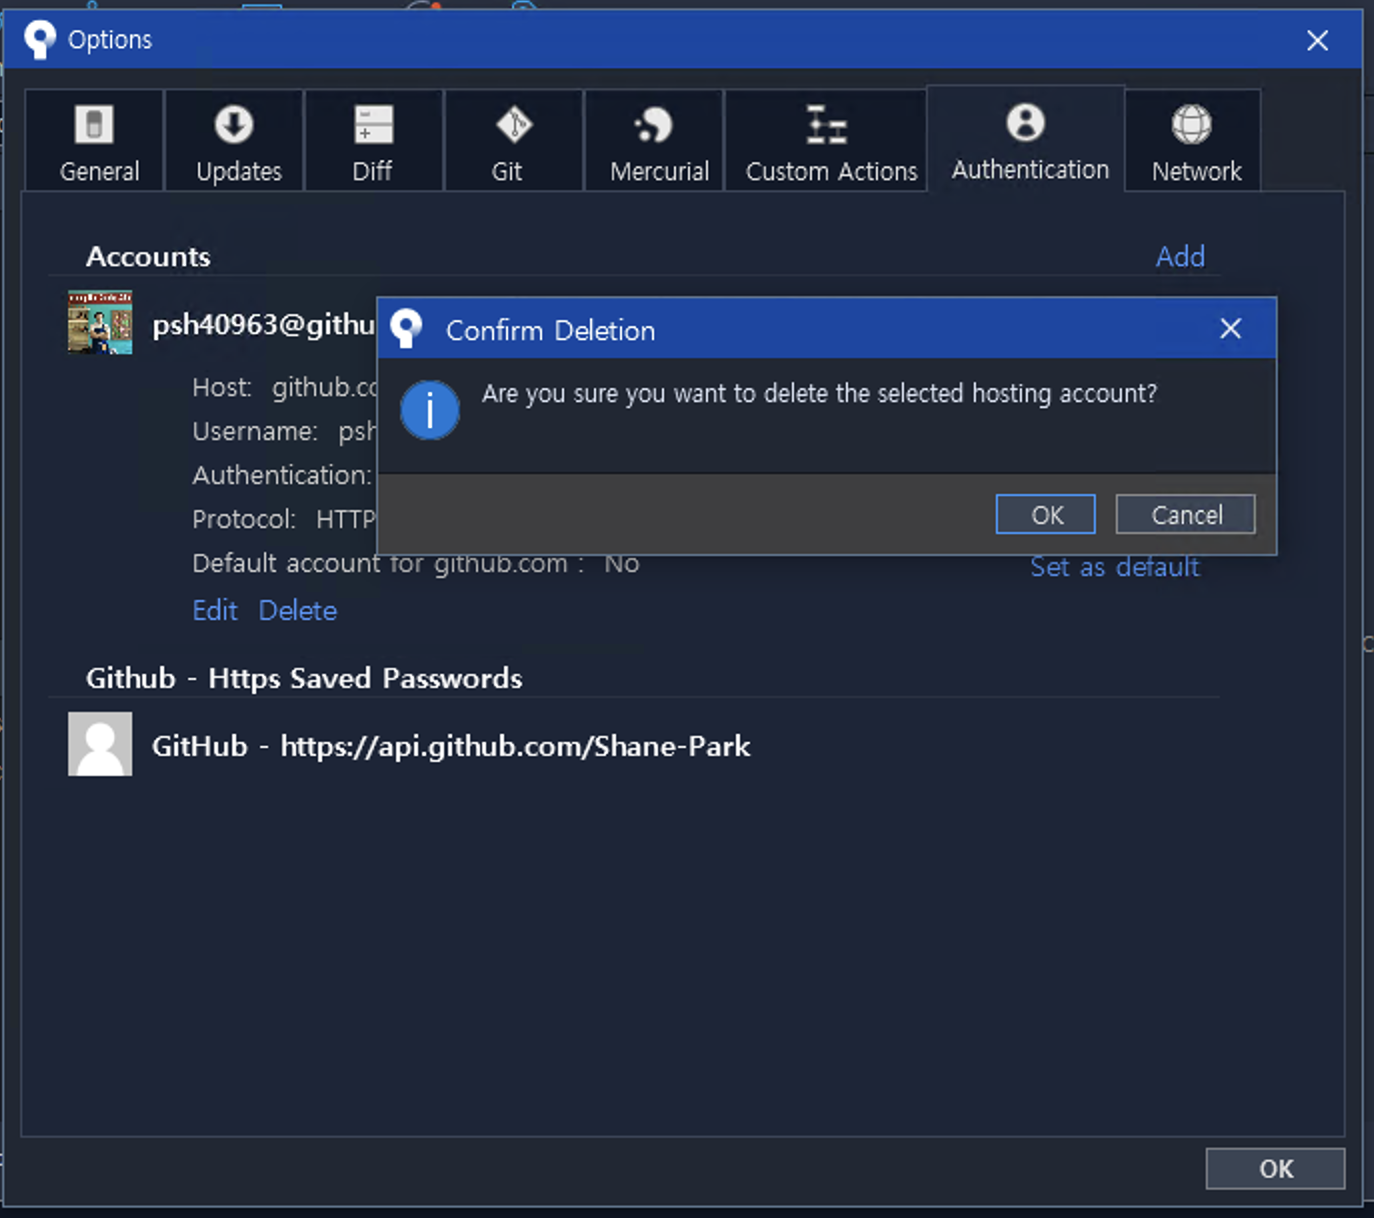 Options
General Updates Diff Git Mercurial Custom Actions Authentication Network
Accounts Add
psh40963@githu
Confirm Deletion
Are you sure you want to delete the selected hosting account?
OK Cancel
Host: github.co
Username: psh
Authentication:
Protocol: HTTP
Default account for github.com : No Set as default
Edit Delete
Github - Https Saved Passwords
GitHub - https://api.github.com/Shane-Park
OK